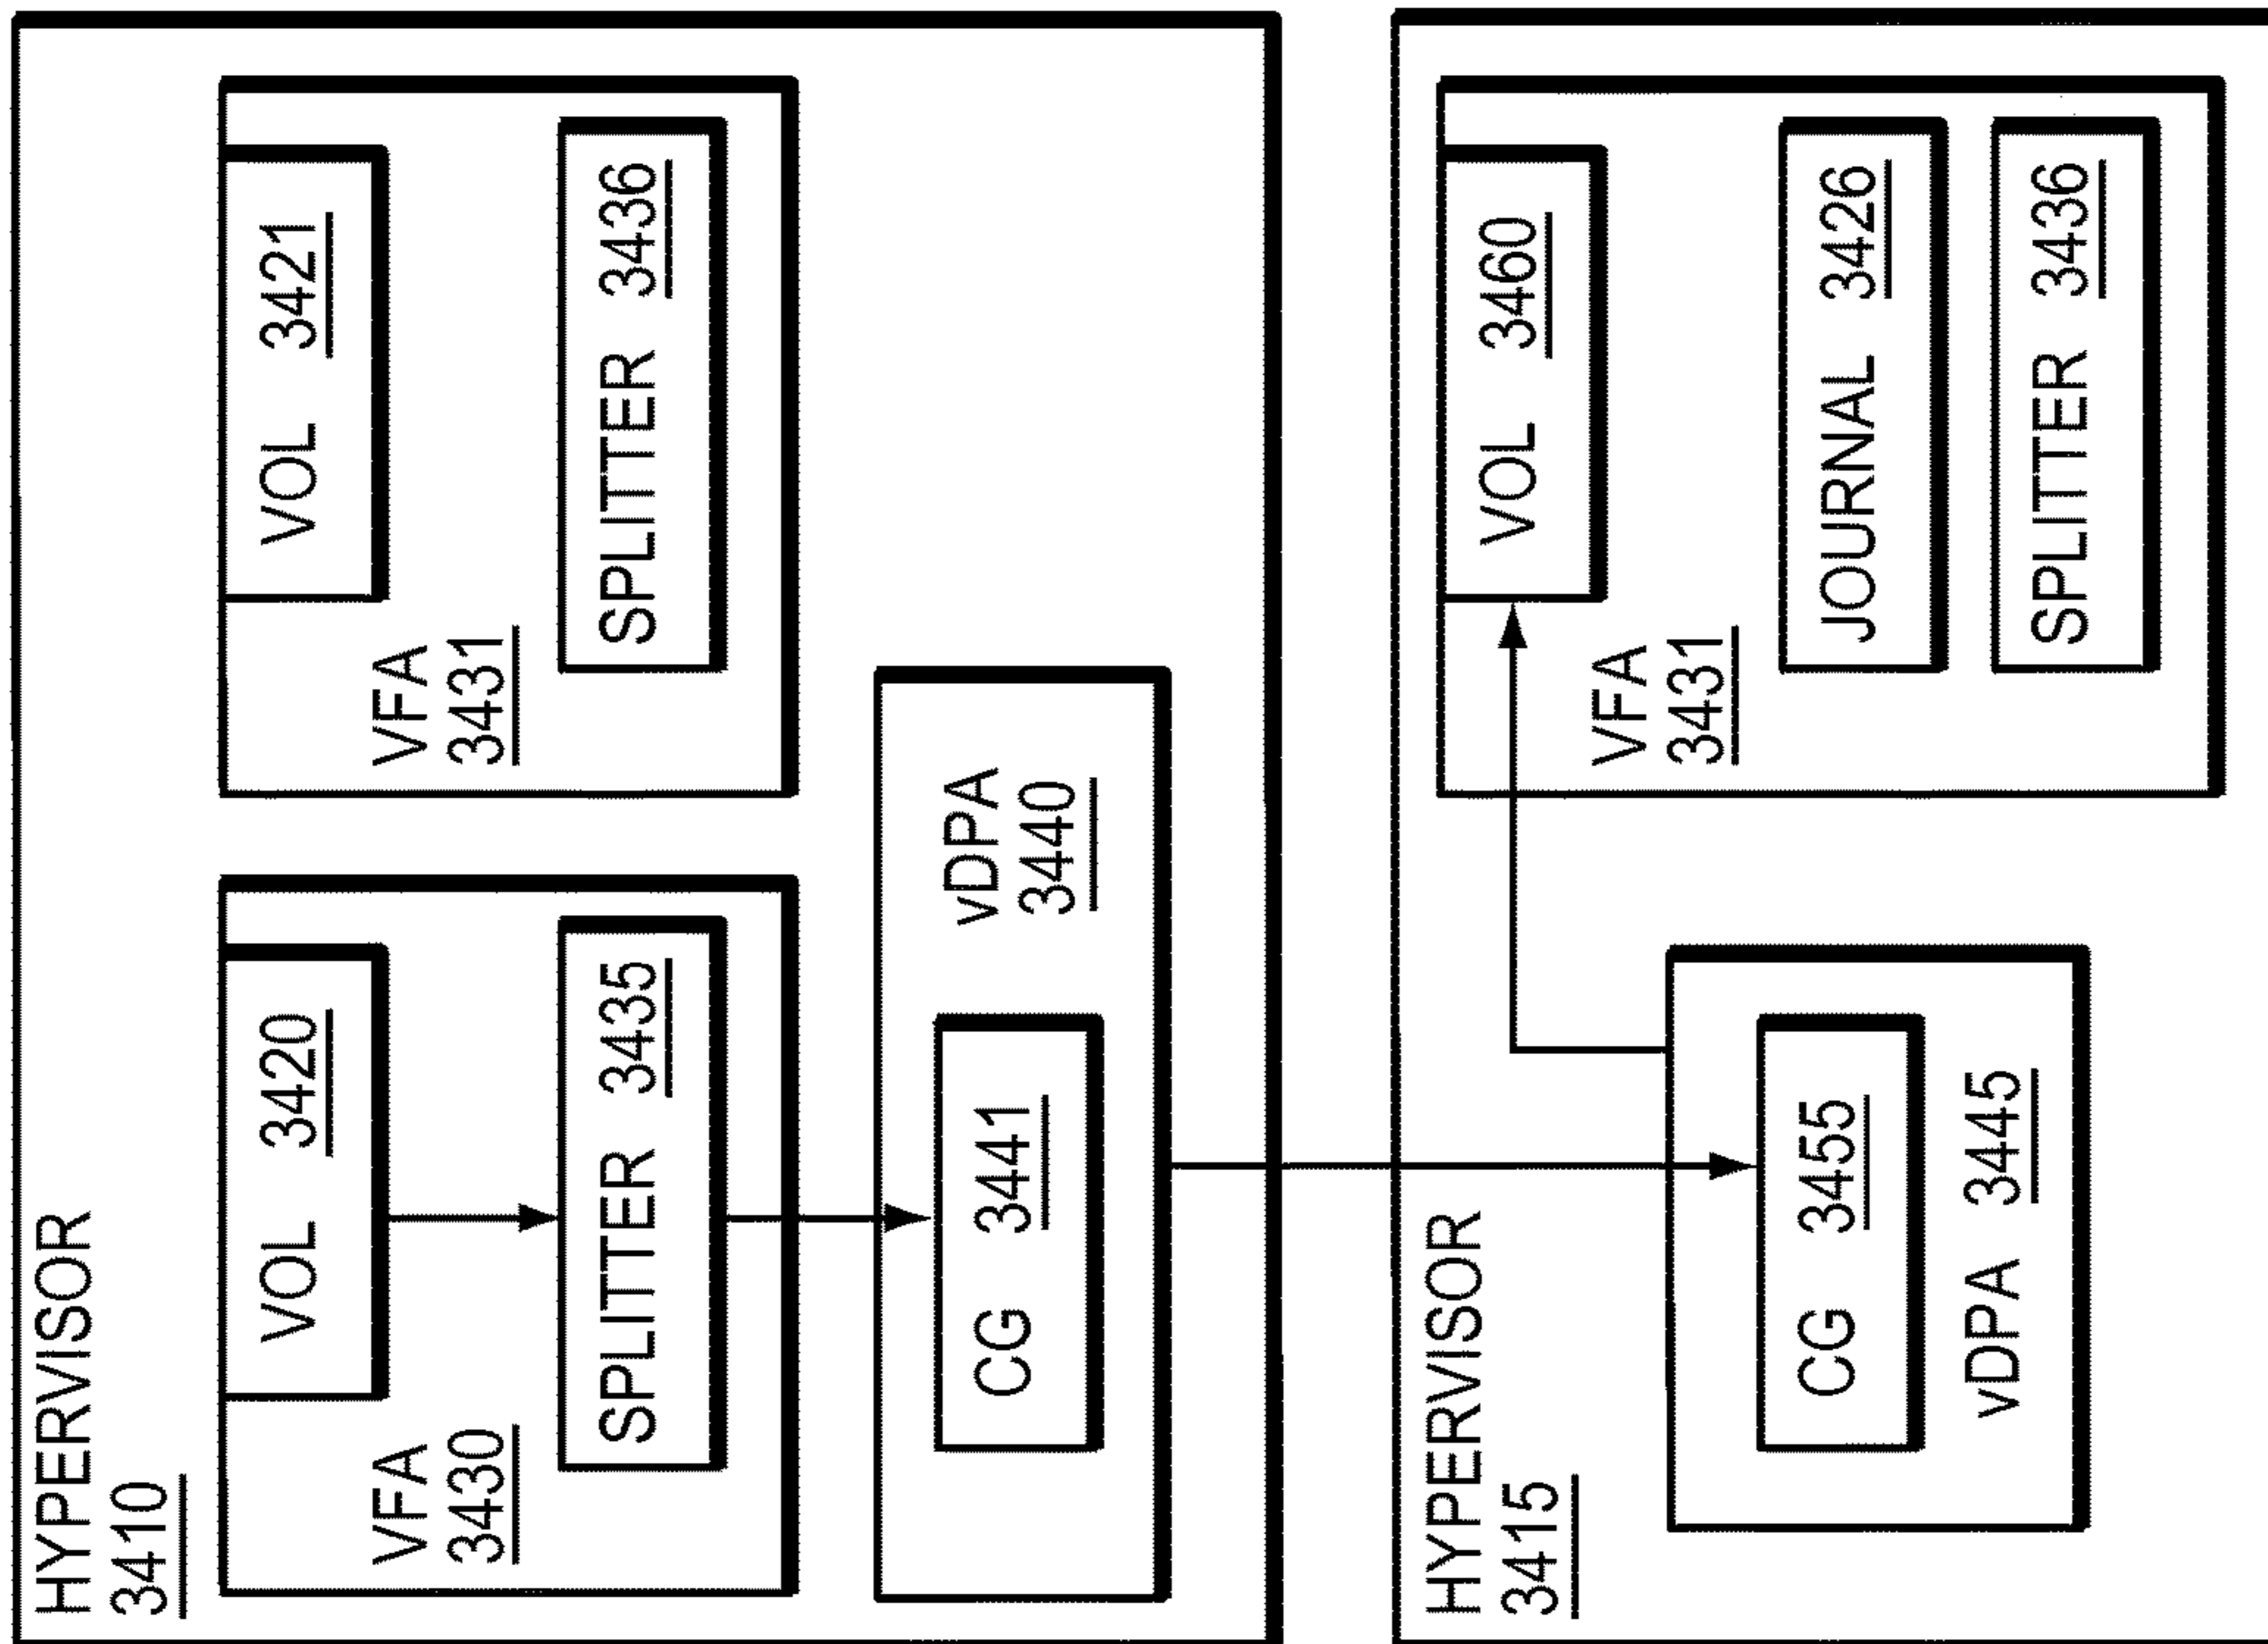 HYPERVISOR
3410
VOL 3420
VFA
3430
SPLITTER 3435
VOL 3421
VFA
3431
SPLITTER 3436
vDPA
3440
CG 3441
HYPERVISOR
3415
CG 3455
vDPA 3445
VOL 3460
VFA
3431
JOURNAL 3426
SPLITTER 3436